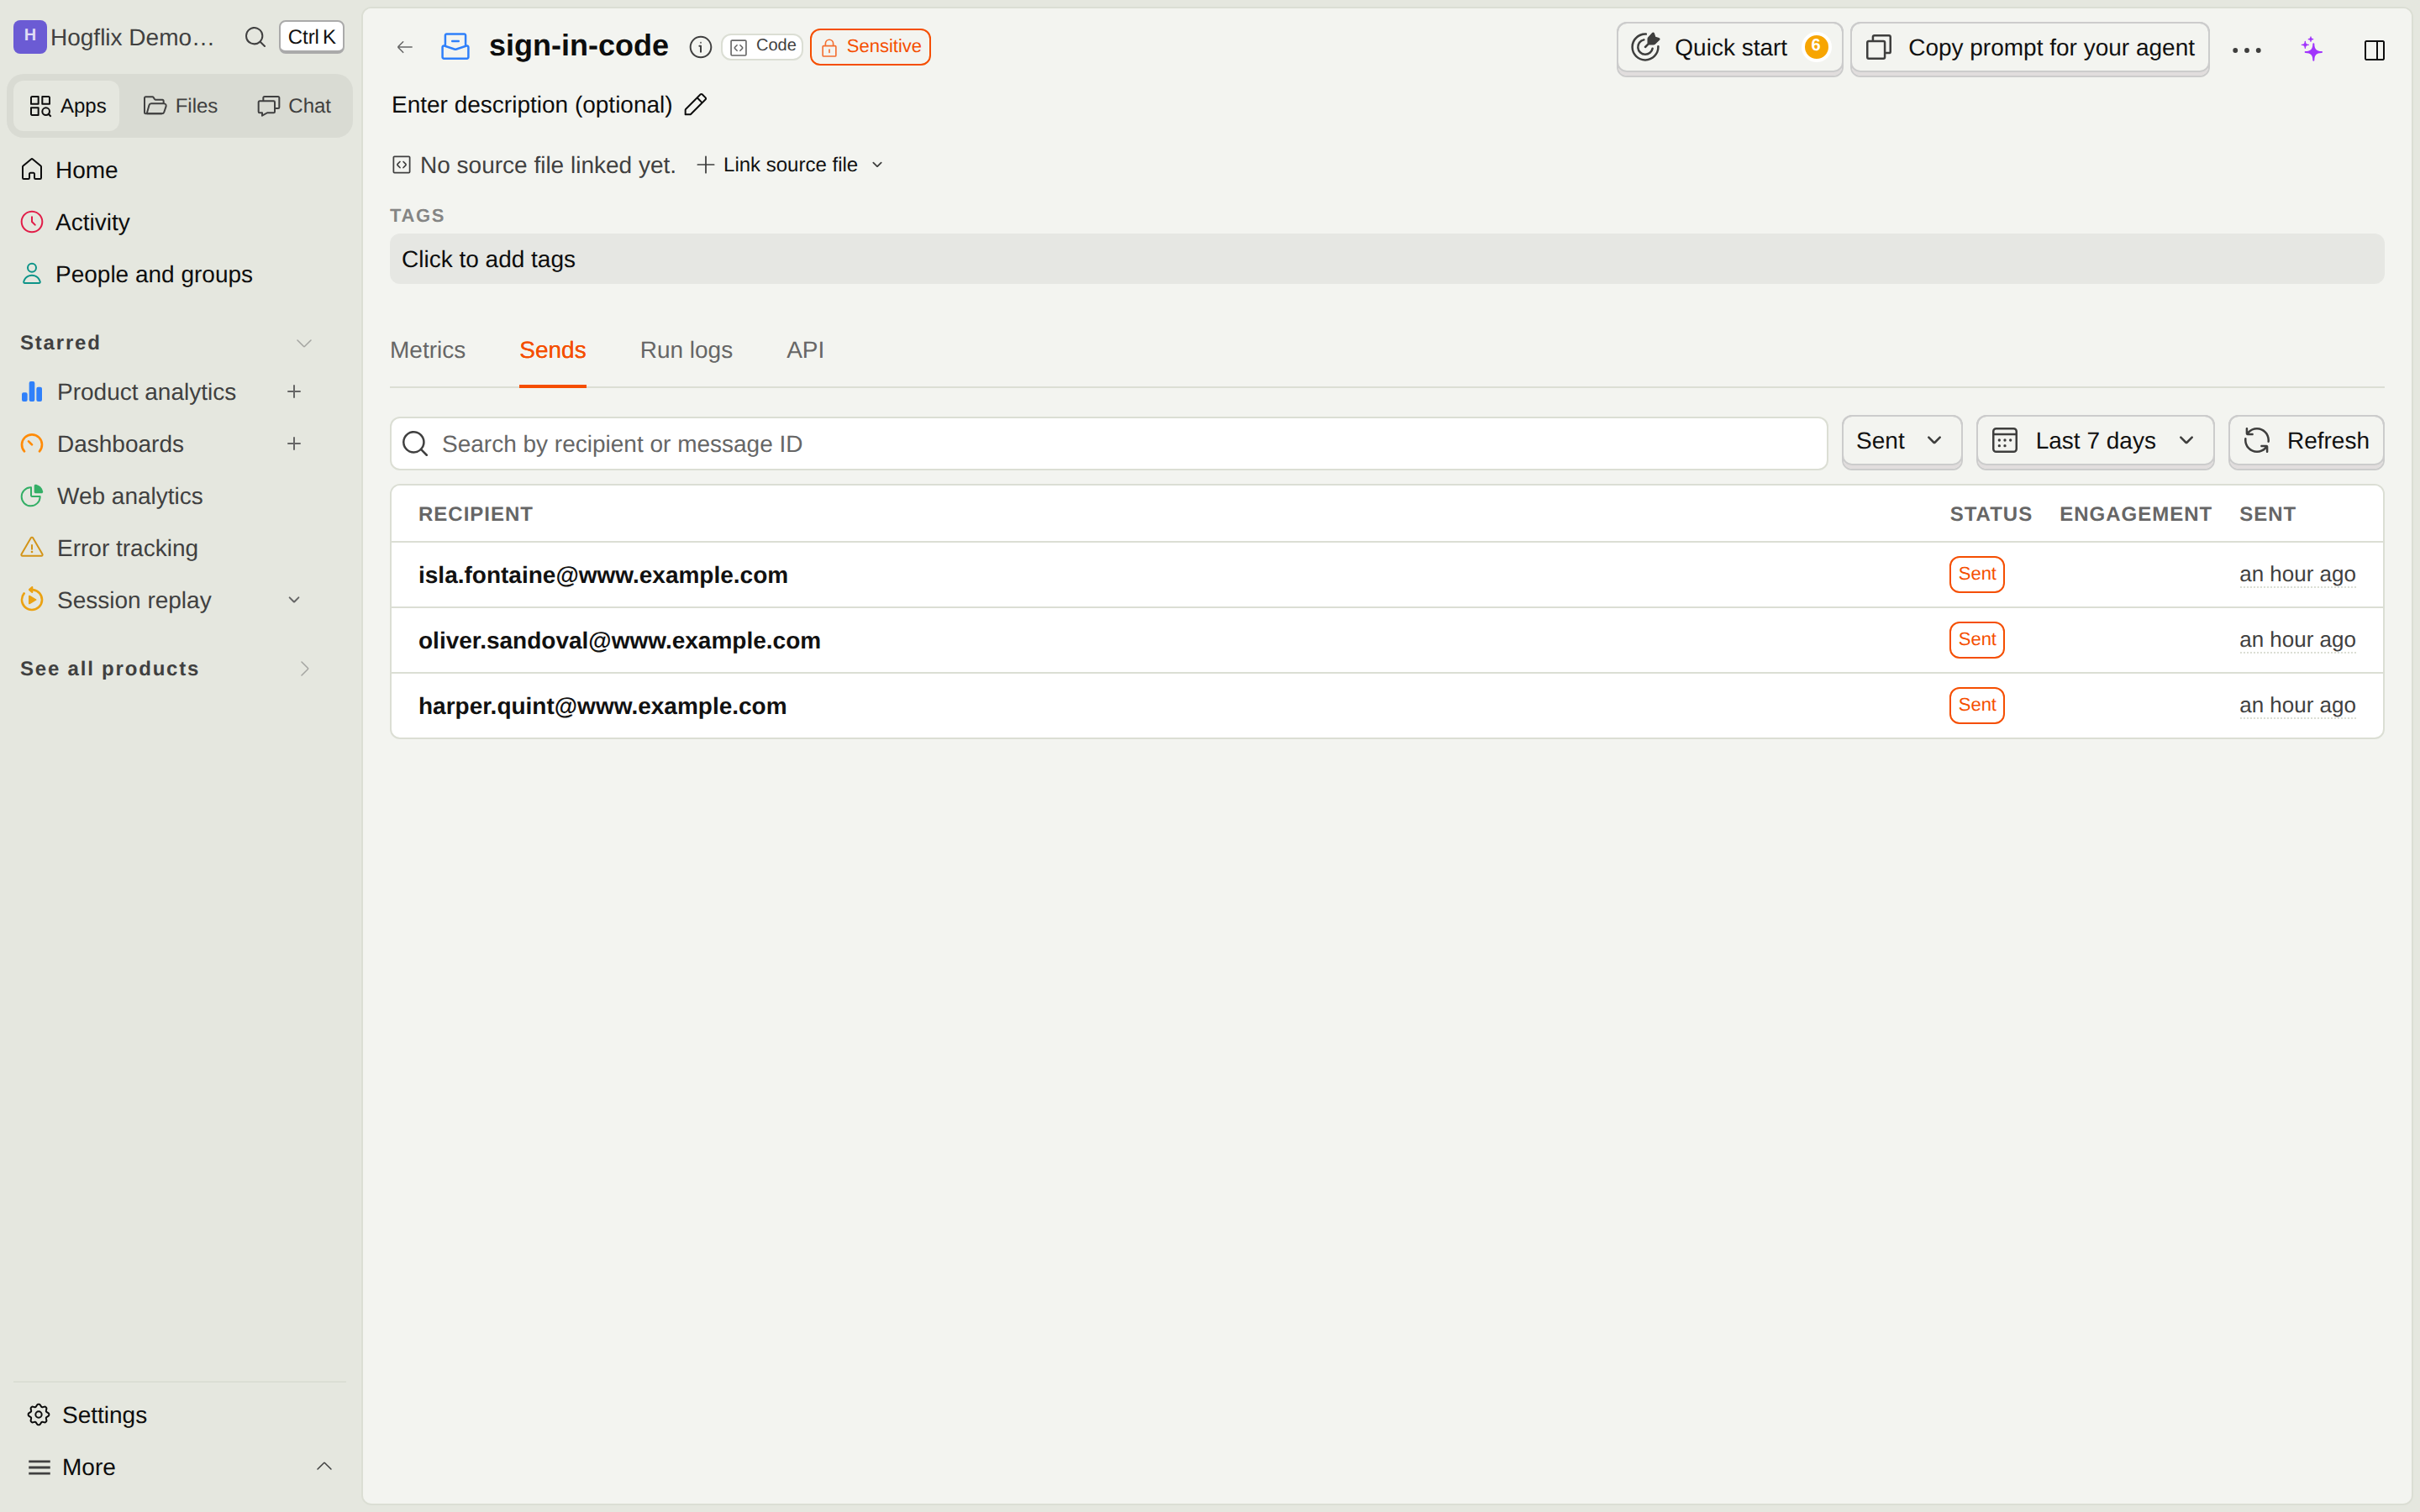 H Hogflix Demo… Ctrl K
Apps Files Chat
Home
Activity
People and groups
Starred
Product analytics
Dashboards
Web analytics
Error tracking
Session replay
See all products
Settings
More
sign-in-code Code Sensitive
Quick start 6 Copy prompt for your agent
Enter description (optional)
No source file linked yet. Link source file
TAGS
Click to add tags
Metrics Sends Run logs API
Search by recipient or message ID Sent Last 7 days Refresh
RECIPIENT STATUS ENGAGEMENT SENT
isla.fontaine@www.example.com Sent an hour ago
oliver.sandoval@www.example.com Sent an hour ago
harper.quint@www.example.com Sent an hour ago